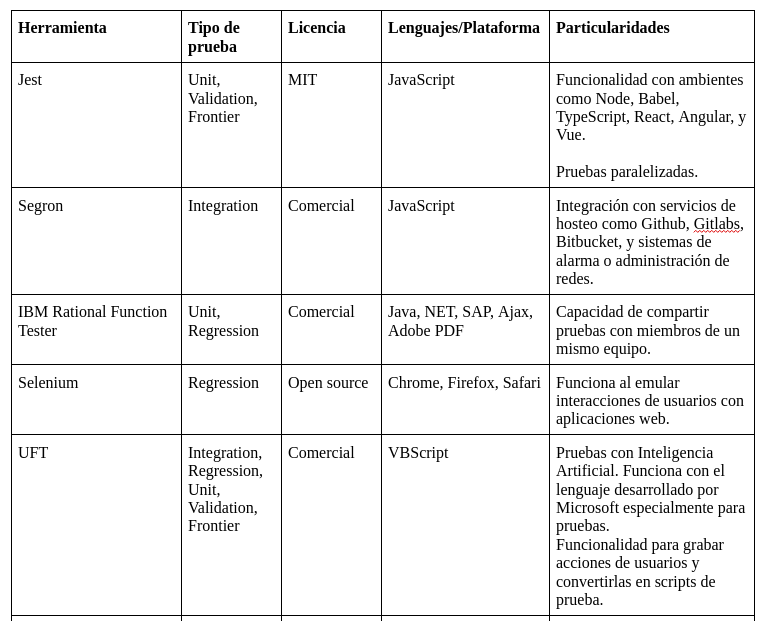 Herramienta
Tipo de
prueba
Licencia
Lenguajes/Plataforma
Particularidades
Jest
Unit,
Validation,
Frontier
MIT
JavaScript
Funcionalidad con ambientes
como Node, Babel,
TypeScript, React, Angular, y
Vue.
Pruebas paralelizadas.
Segron
Integration
Comercial
JavaScript
Integración con servicios de
hosteo como Github, Gitlabs,
Bitbucket, y sistemas de
alarma o administración de
redes.
IBM Rational Function
Tester
Unit,
Regression
Comercial
Java, NET, SAP, Ajax,
Adobe PDF
Capacidad de compartir
pruebas con miembros de un
mismo equipo.
Selenium
Regression
Open source
Chrome, Firefox, Safari
Funciona al emular
interacciones de usuarios con
aplicaciones web.
UFT
Integration,
Regression,
Unit,
Validation,
Frontier
Comercial
VBScript
Pruebas con Inteligencia
Artificial. Funciona con el
lenguaje desarrollado por
Microsoft especialmente para
pruebas.
Funcionalidad para grabar
acciones de usuarios y
convertirlas en scripts de
prueba.